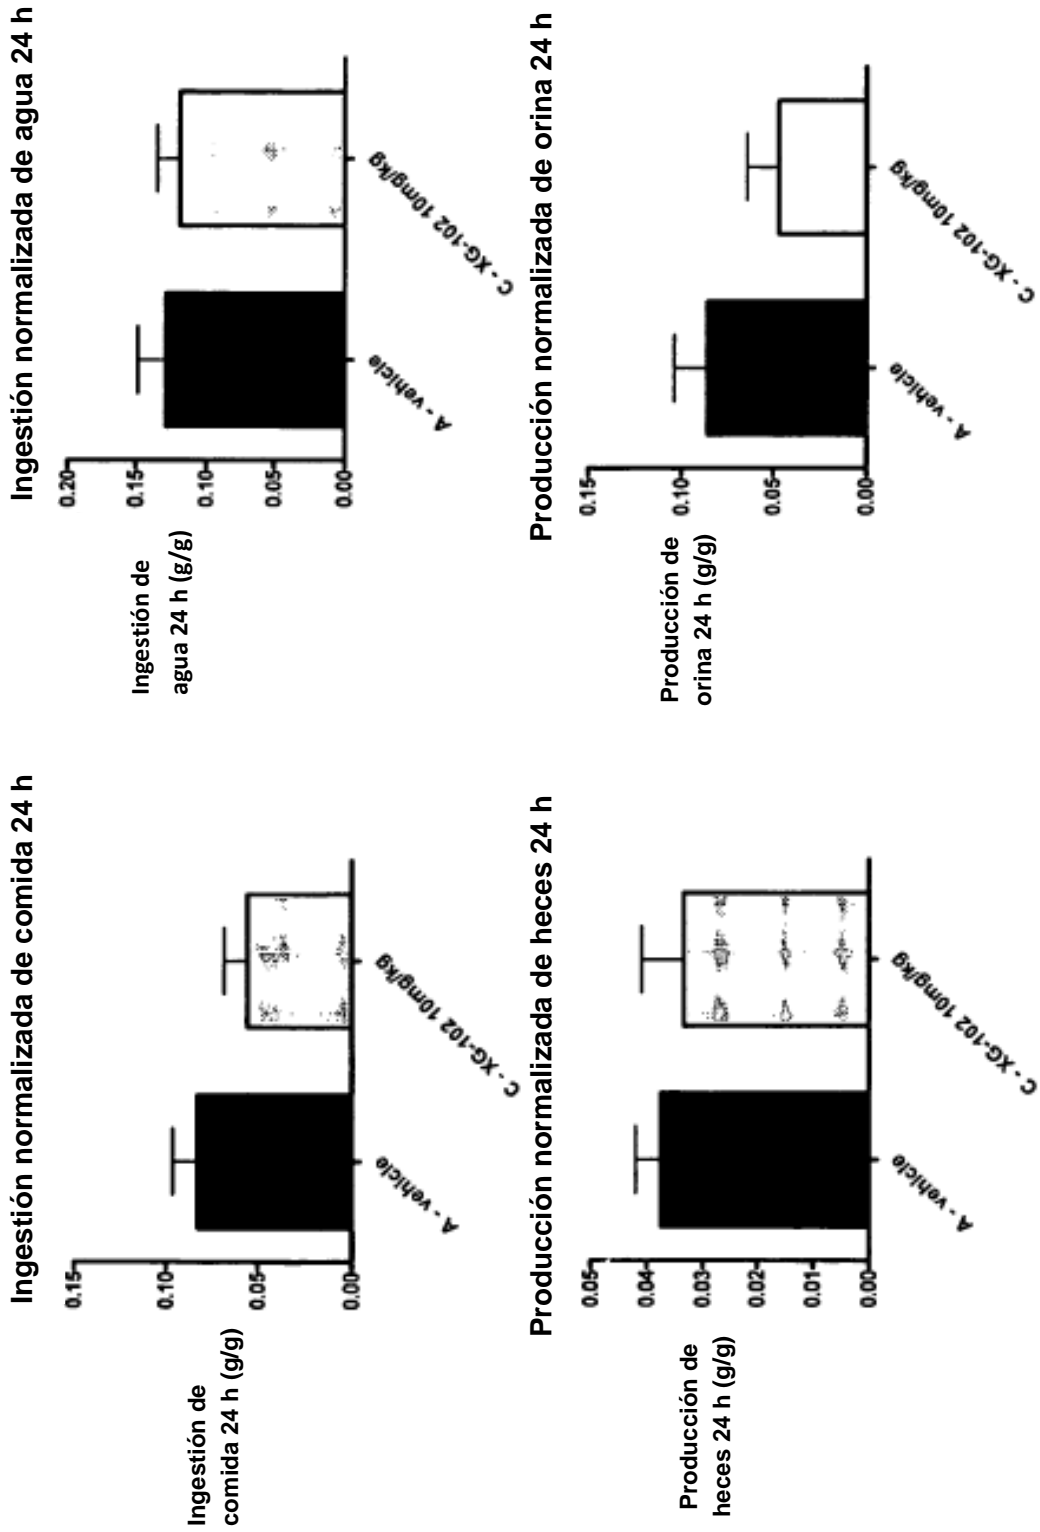 Ingestión normalizada de comida 24 h
Ingestión de
comida 24 h (g/g)
0.15
0.10
0.05
0.00
A - vehicle
C - XG-102 10mg/kg
Ingestión normalizada de agua 24 h
Ingestión de
agua 24 h (g/g)
0.20
0.15
0.10
0.05
0.00
A - vehicle
C - XG-102 10mg/kg
Producción normalizada de heces 24 h
Producción de
heces 24 h (g/g)
0.05
0.04
0.03
0.02
0.01
0.00
A - vehicle
C - XG-102 10mg/kg
Producción normalizada de orina 24 h
Producción de
orina 24 h (g/g)
0.15
0.10
0.05
0.00
A - vehicle
C - XG-102 10mg/kg